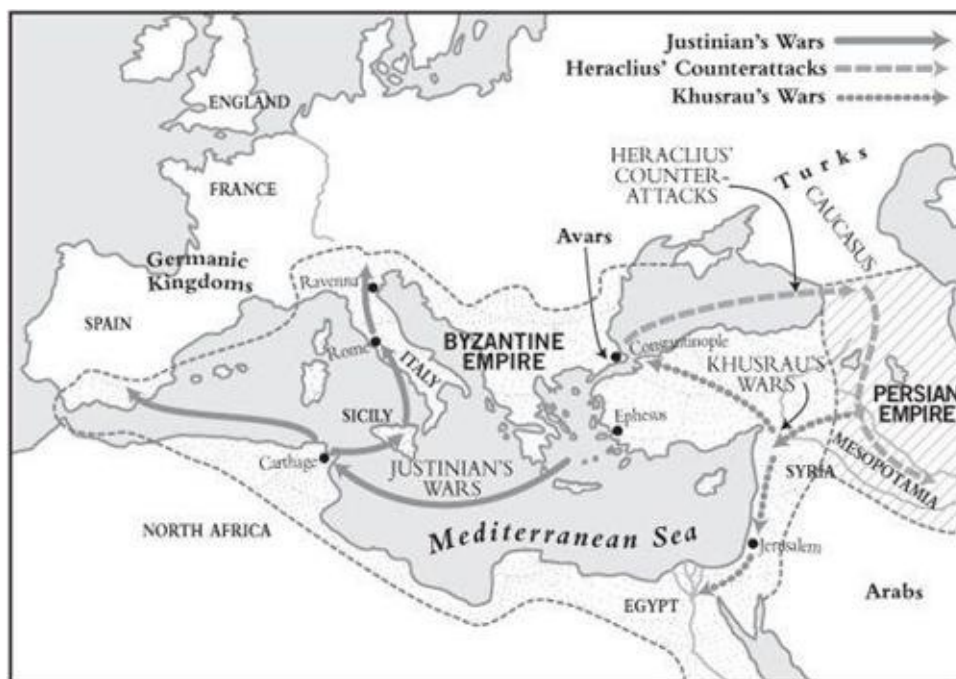 Justinian's Wars
Heraclius' Counterattacks
Khusrau's Wars
ENGLAND
HERACLIUS'
COUNTER-
ATTACKS
Turks
CAUCASUS
FRANCE
Avars
Germanic
Kingdoms
Ravenna
SPAIN
Rome
ITALY
BYZANTINE
EMPIRE
Constantinople
KHUSRAU'S
WARS
PERSIAN
EMPIRE
SICILY
Ephesus
Carthage
JUSTINIAN'S
WARS
SYRIA
MESOPOTAMIA
NORTH AFRICA
Mediterranean Sea
Jerusalem
EGYPT
Arabs